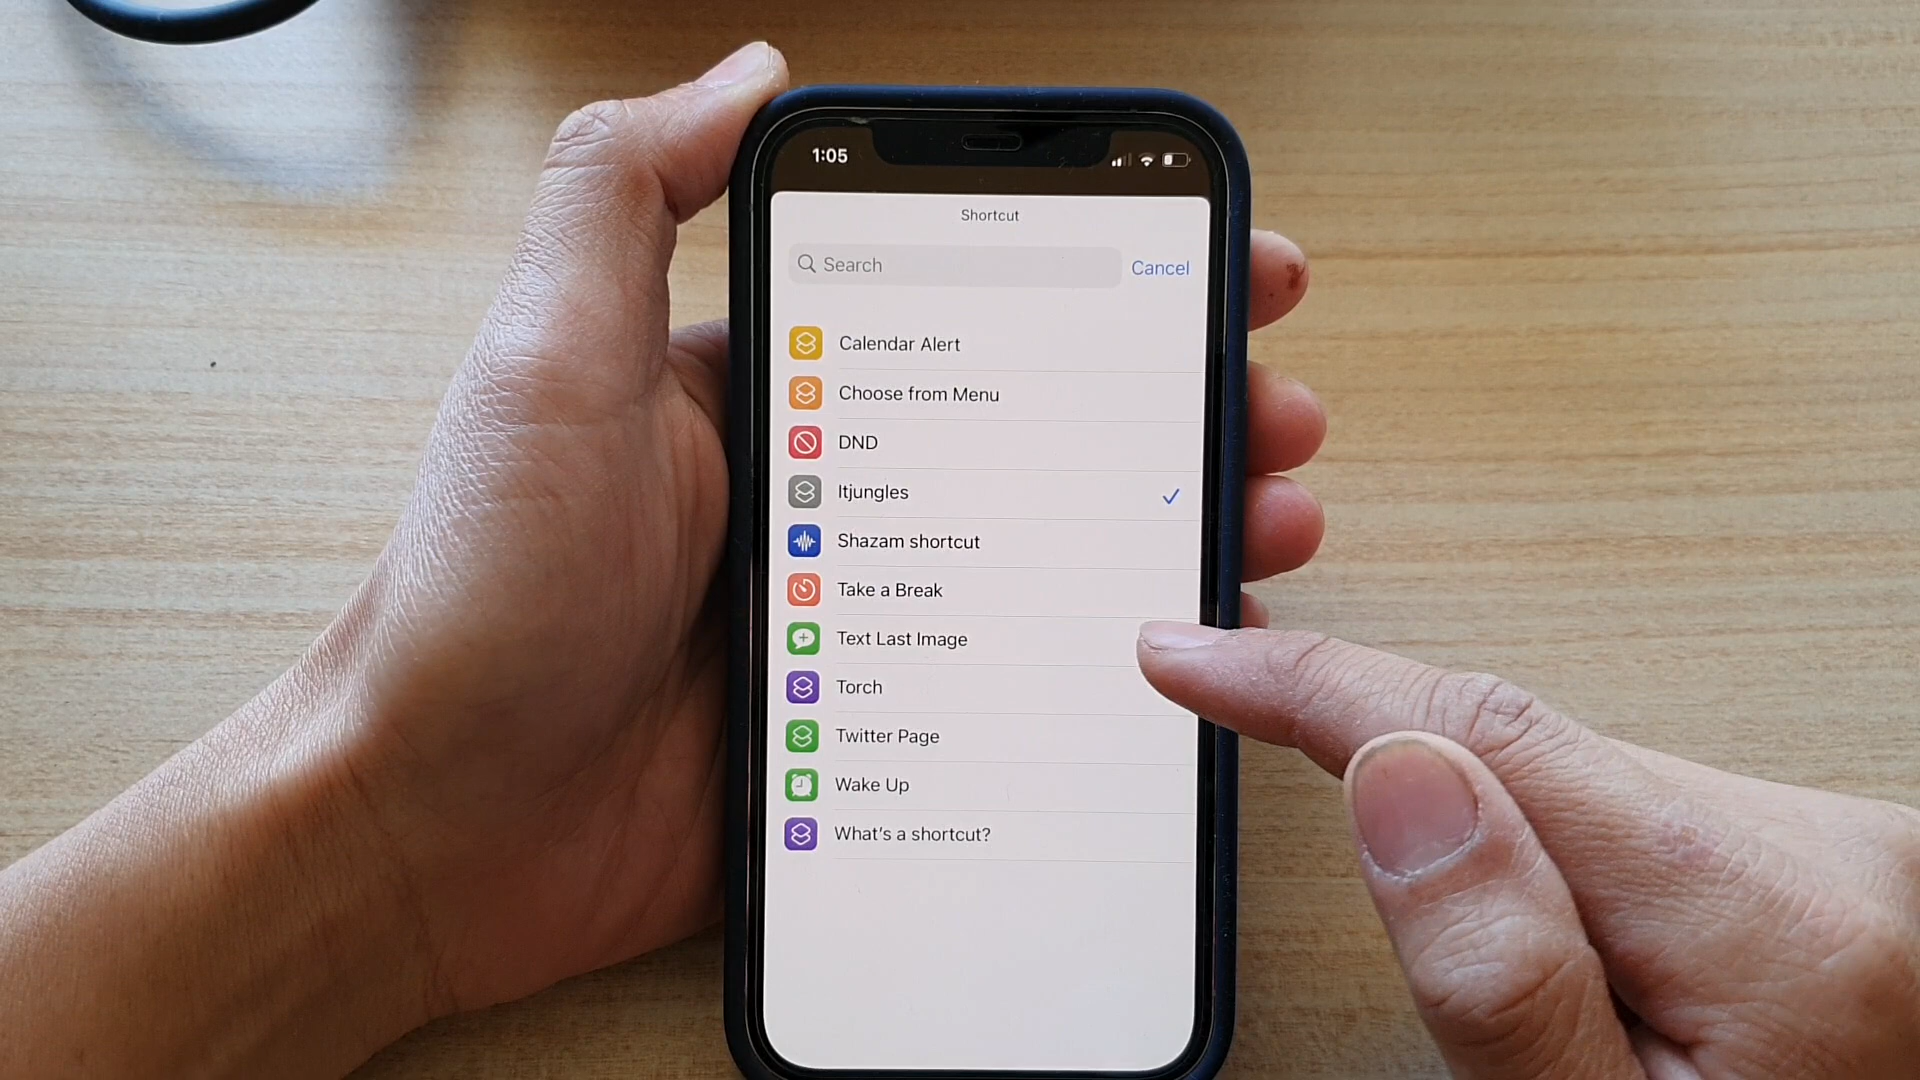 1:05
Shortcut
Search
Cancel
Calendar Alert
Choose from Menu
DND
Itjungles
Shazam shortcut
Take a Break
Text Last Image
Torch
Twitter Page
Wake Up
What's a shortcut?